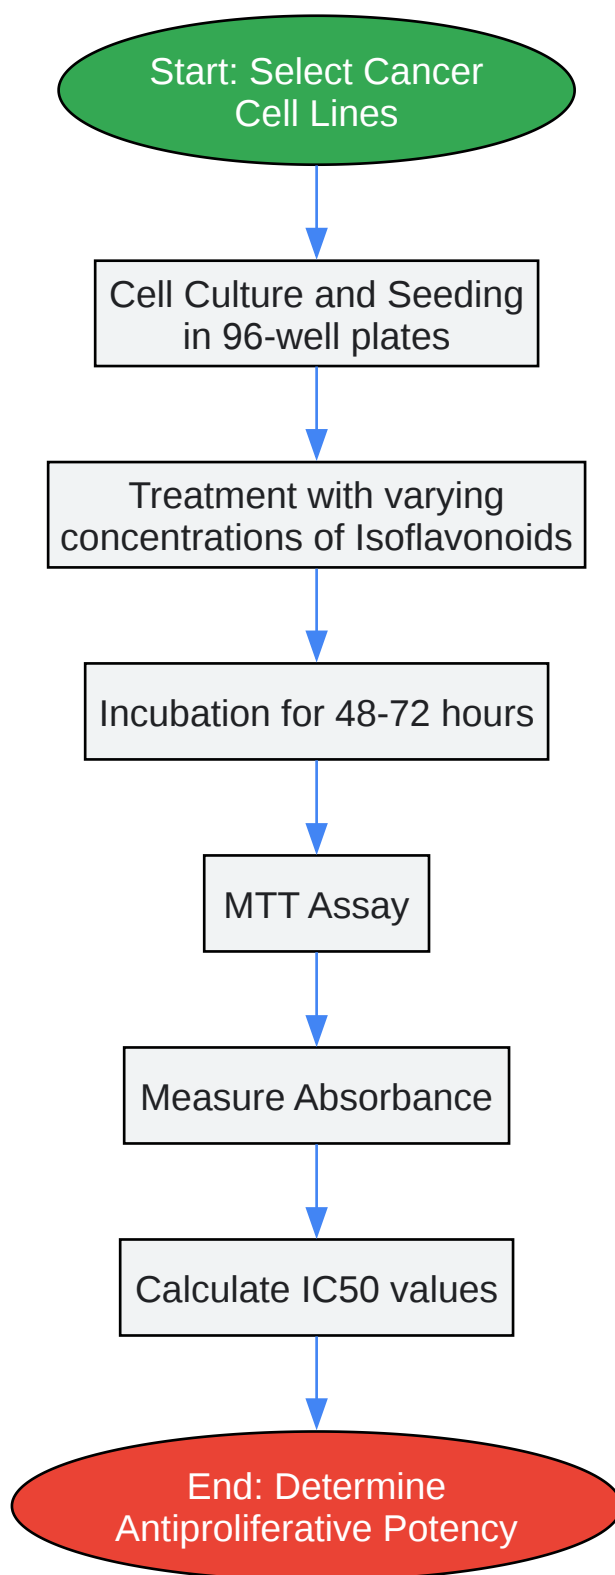 Start: Select Cancer
Cell Lines
Cell Culture and Seeding
in 96-well plates
Treatment with varying
concentrations of Isoflavonoids
Incubation for 48-72 hours
MTT Assay
Measure Absorbance
Calculate IC50 values
End: Determine
Antiproliferative Potency